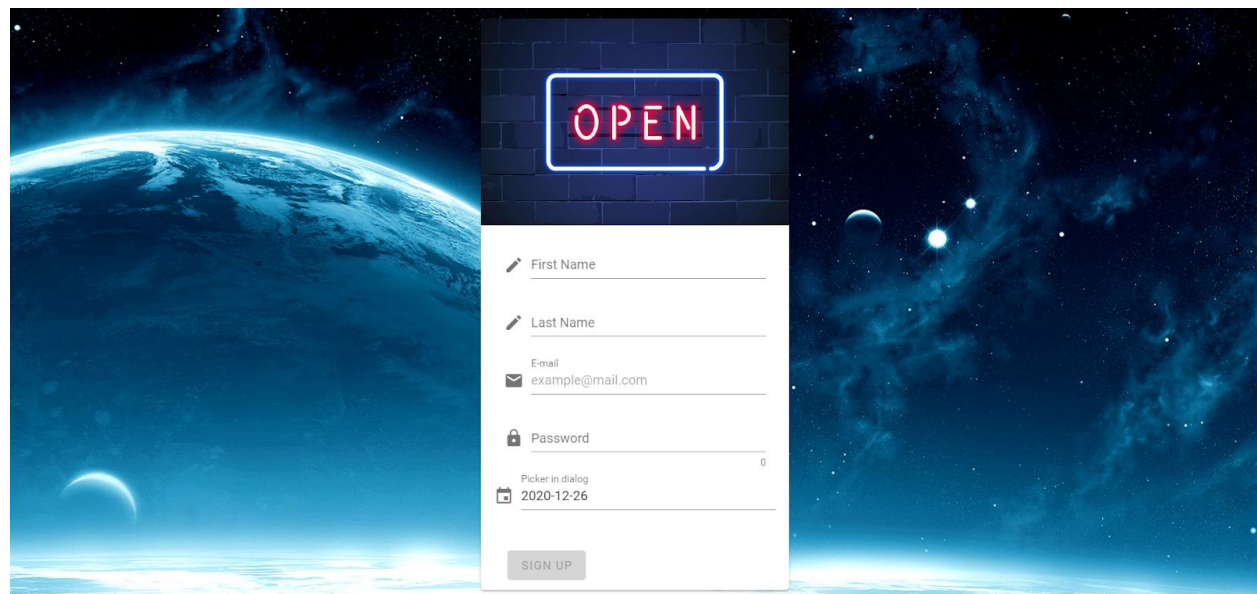 OPEN
First Name
Last Name
E-mail
example@mail.com
Password
0
Picker in dialog
2020-12-26
SIGN UP